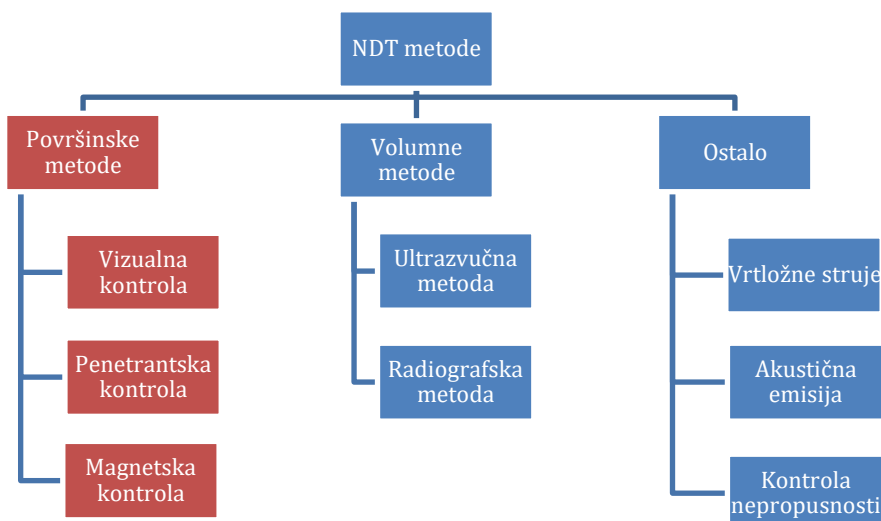 NDT metode
Površinske
metode
Vizualna
kontrola
Penetrantska
kontrola
Magnetska
kontrola
Volumne
metode
Ultrazvučna
metoda
Radiografska
metoda
Ostalo
Vrtložne struje
Akustična
emisija
Kontrola
nepropusnosti